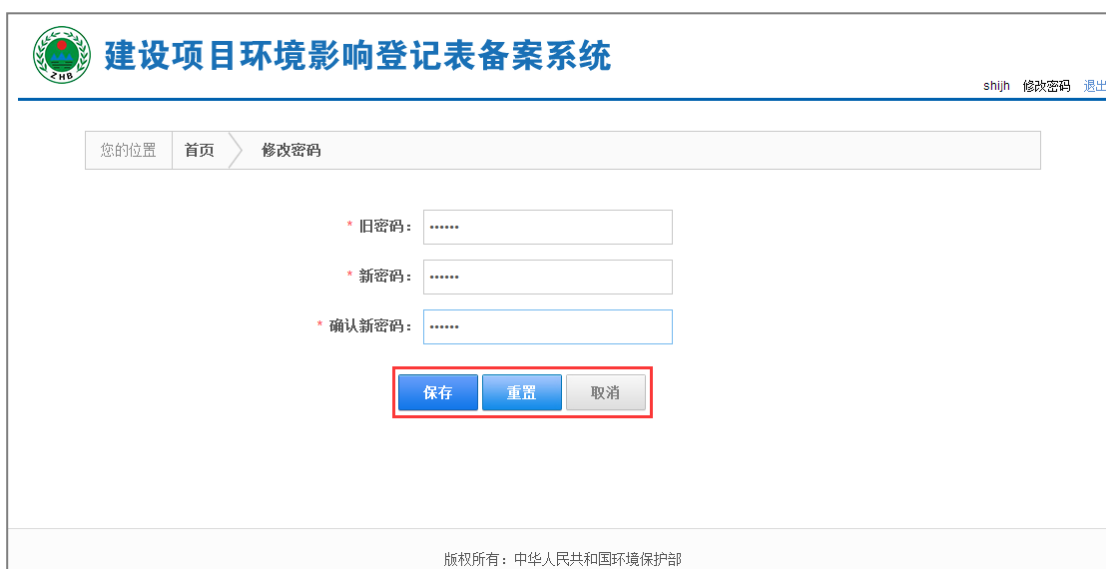 ZHB
建设项目环境影响登记表备案系统
shijh 修改密码 退出
您的位置 首页 修改密码
* 旧密码： ••••••
* 新密码： ••••••
* 确认新密码： ••••••
保存 重置 取消
版权所有：中华人民共和国环境保护部